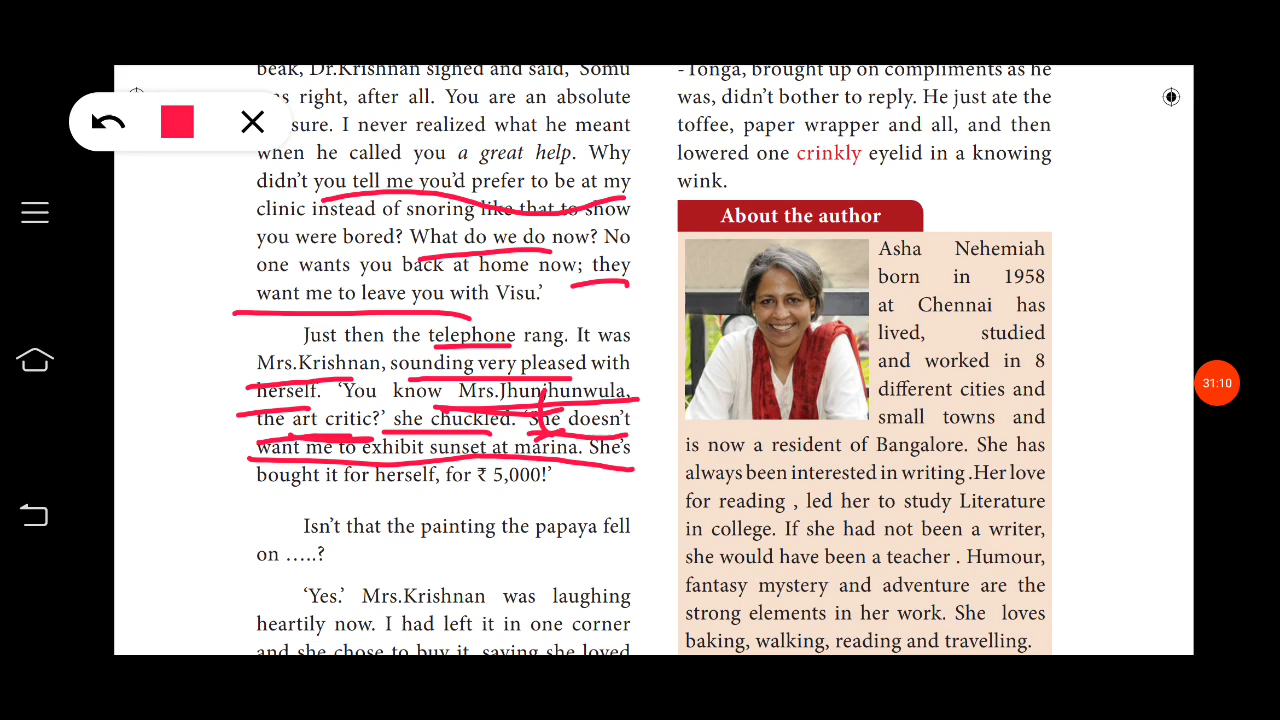 beak, Dr.Krishnan sighed and said, 'Somu
right, after all. You are an absolute
I never realized what he meant
when he called you a great help. Why
didn't you tell me you'd prefer to be at my
clinic instead of snoring like that to show
you were bored? What do we do now? No
one wants you back at home now; they
want me to leave you with Visu.'
Just then the telephone rang. It was
Mrs.Krishnan, sounding very pleased with
herself. 'You know Mrs.Jhunjhunwula,
the art critic?' she chuckled. 'She doesn't
want me to exhibit sunset at marina. She's
bought it for herself, for ₹ 5,000!'
Isn't that the painting the papaya fell
on …..?
'Yes.' Mrs.Krishnan was laughing
heartily now. I had left it in one corner
and she chose to buy it, saying she loved
-Tonga, brought up on compliments as he
was, didn't bother to reply. He just ate the
toffee, paper wrapper and all, and then
lowered one crinkly eyelid in a knowing
wink.
About the author
Asha Nehemiah
born in 1958
at Chennai has
lived, studied
and worked in 8
different cities and
small towns and
is now a resident of Bangalore. She has
always been interested in writing .Her love
for reading , led her to study Literature
in college. If she had not been a writer,
she would have been a teacher . Humour,
fantasy mystery and adventure are the
strong elements in her work. She loves
baking, walking, reading and travelling.
31:10